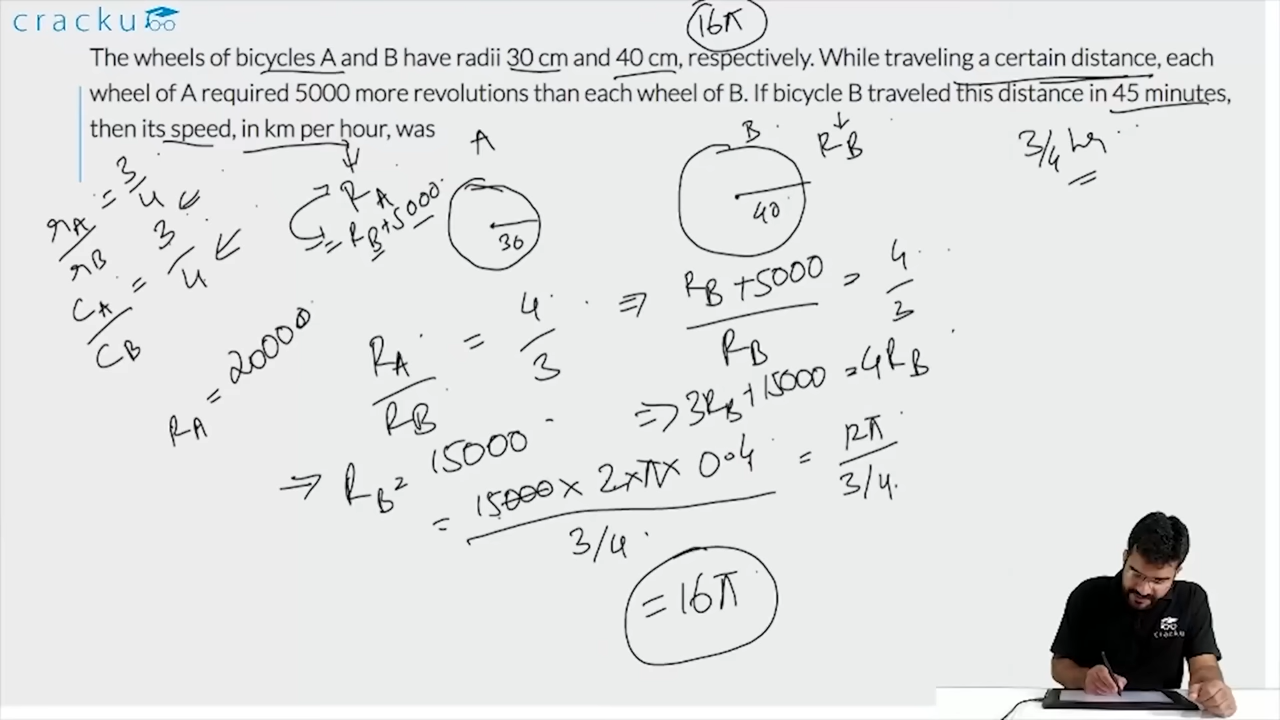 cracku
16π
The wheels of bicycles A and B have radii 30 cm and 40 cm, respectively. While traveling a certain distance, each
wheel of A required 5000 more revolutions than each wheel of B. If bicycle B traveled this distance in 45 minutes,
then its speed, in km per hour, was
A
B
R_B
3/4 hr
r_A/r_B = 3/4
R_A
= R_B+5000
30
40
C_A/C_B = 3/4
R_A/R_B = 4/3 ⇒ (R_B+5000)/R_B = 4/3
R_A = 20000
⇒ 3R_B+15000 = 4R_B
⇒ R_B = 15000
= (15000 × 2×π× 0.4)/(3/4) = 12π/(3/4)
= 16π
cracku